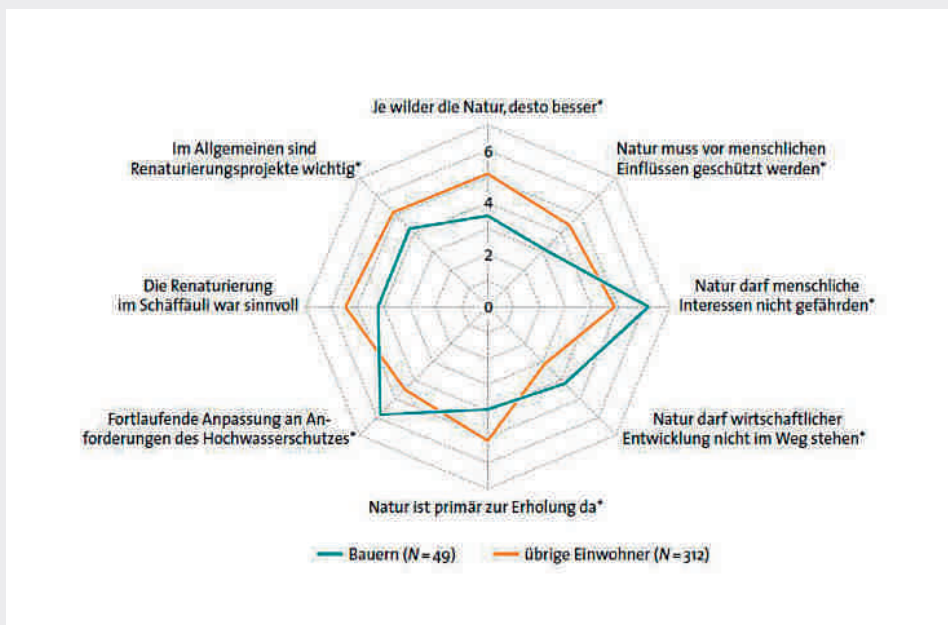 Je wilder die Natur, desto beser*
Im Allgemeinen sind
Renaturierungsprojekte wichtig*
Natur muss vor menschlichen
Einflüssen geschützt werden*
6
4
2
0
Die Renaturierung
im Schäffäuli war sinnvoll
Natur darf menschliche
Interessen nicht gefährden*
Fortlaufende Anpassung an An-
forderungen des Hochwasserschutzes*
Natur darf wirtschaftlicher
Entwicklung nicht im Weg stehen*
Natur ist primär zur Erholung da*
Bauern (N=49)
übrige Einwohner (N=312)